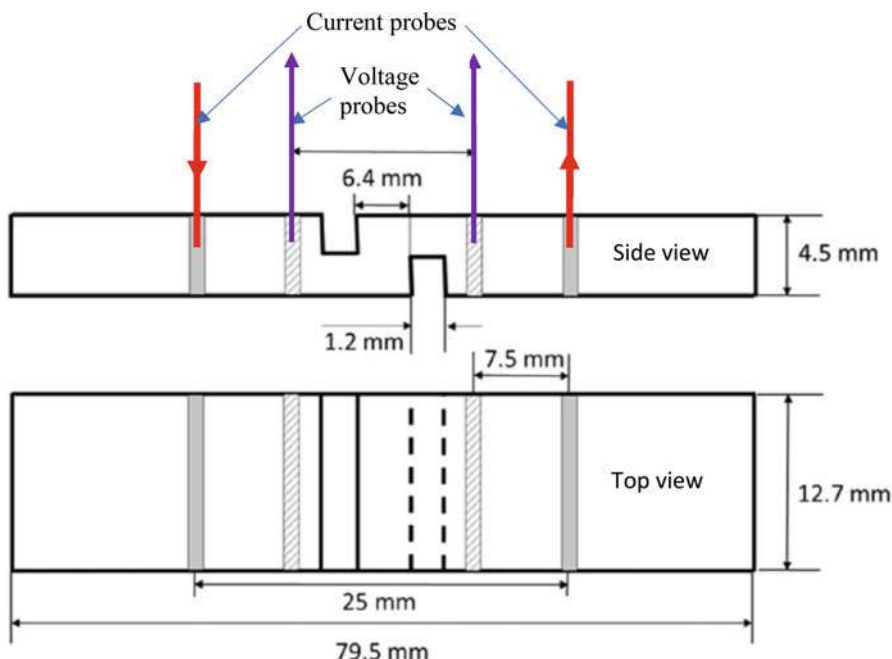 Current probes
Voltage
probes
6.4 mm
Side view
4.5 mm
1.2 mm
7.5 mm
Top view
12.7 mm
25 mm
79.5 mm